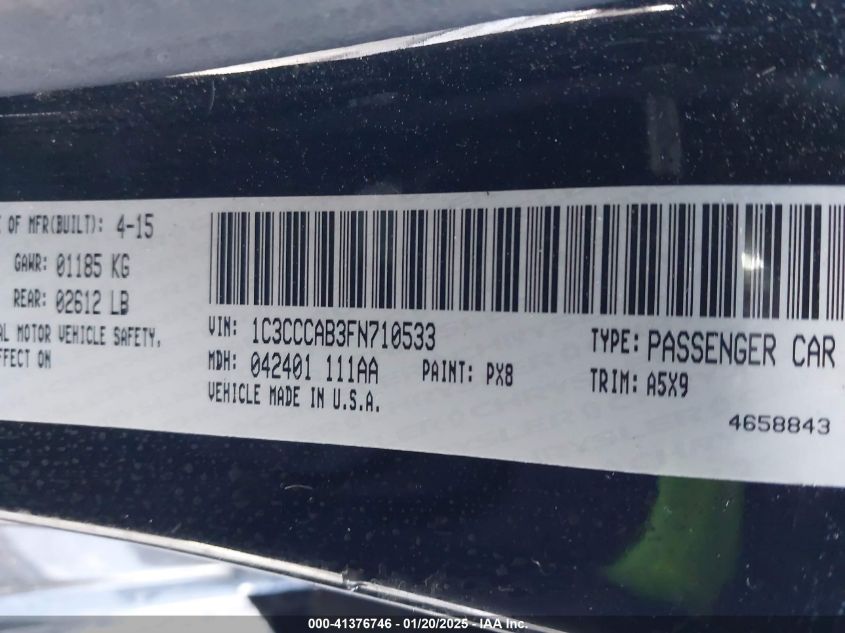 E OF MFR(BUILT): 4-15
GAWR: 01185 KG
REAR: 02612 LB
AL MOTOR VEHICLE SAFETY,
FFECT ON
VIN: 1C3CCCAB3FN710533
TYPE: PASSENGER CAR
MDH: 042401 111AA
PAINT: PX8
TRIM: A5X9
VEHICLE MADE IN U.S.A.
4658843
000-41376746 - 01/20/2025 - IAA Inc.